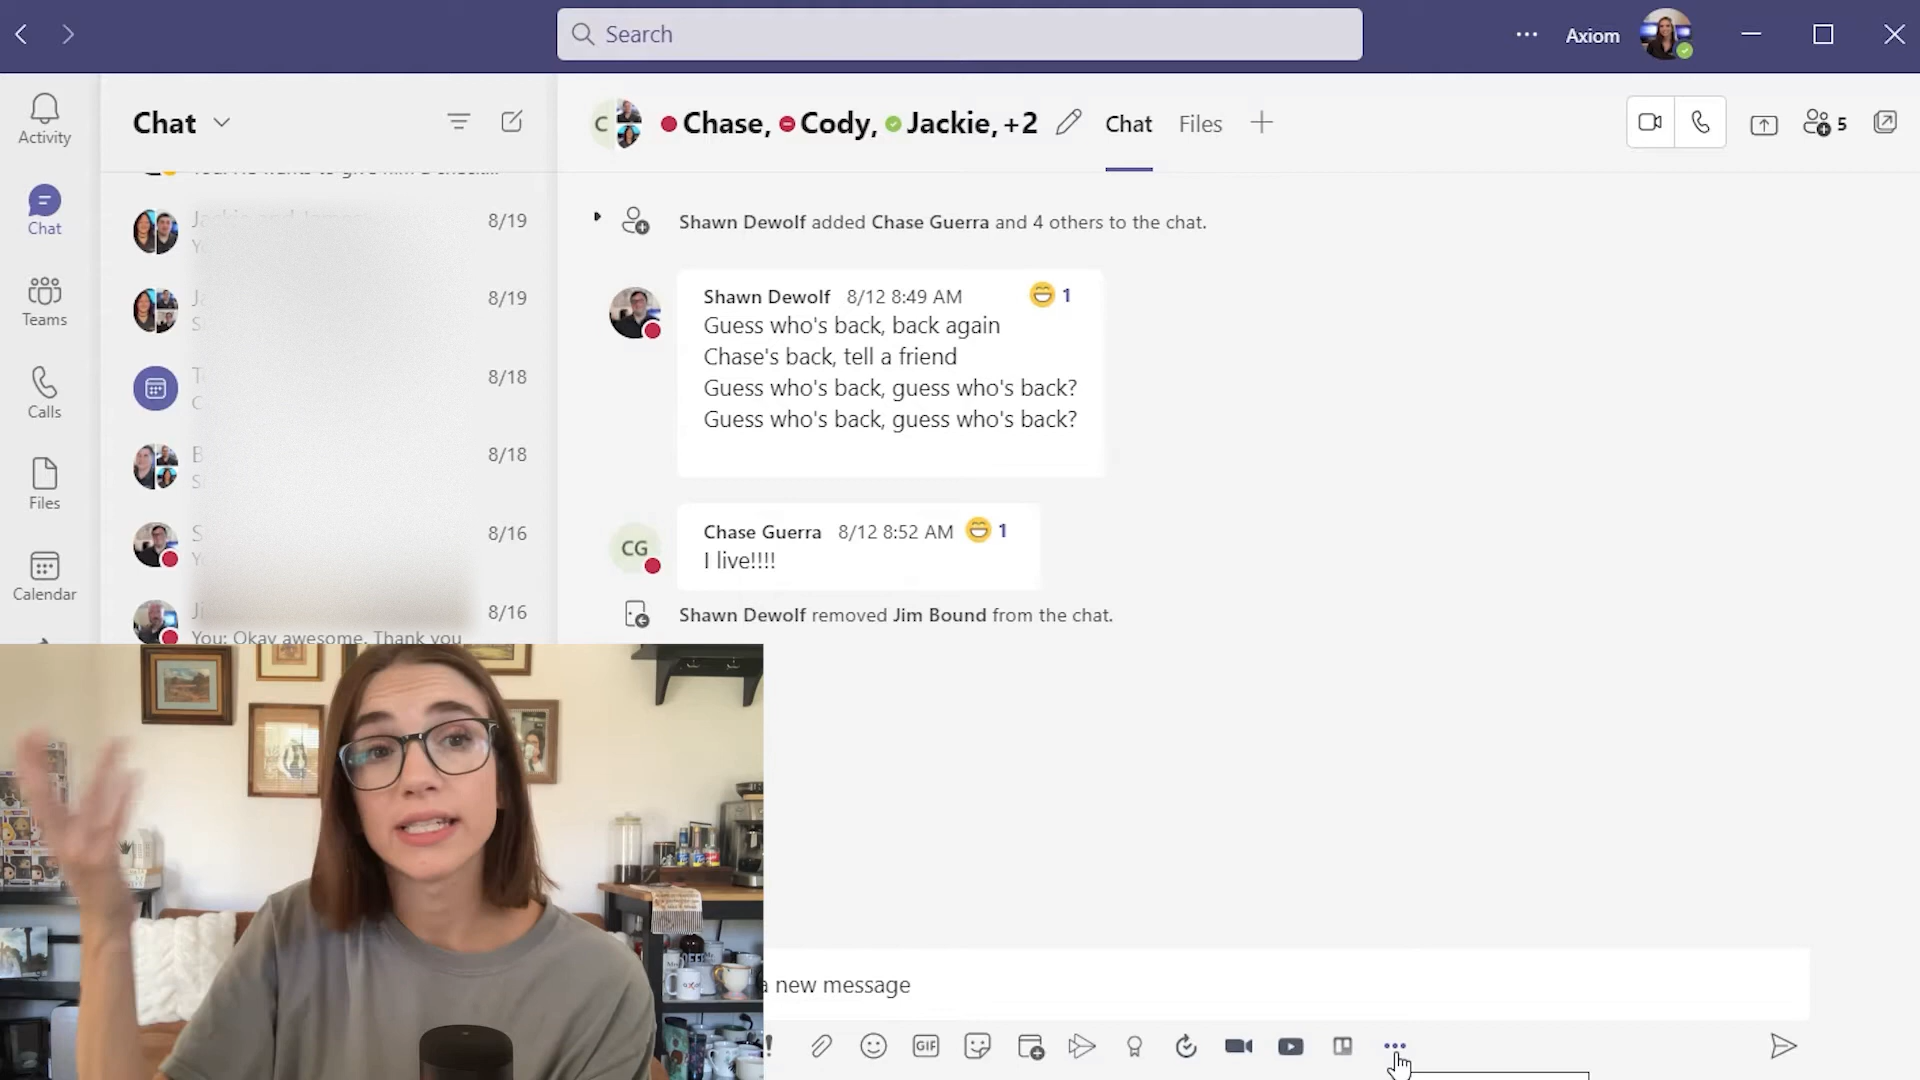 Search
Axiom
Activity
Chat
Teams
Calls
Files
Calendar
Chat
8/19
8/19
8/18
8/18
8/16
8/16
You: Okay awesome. Thank you
Chase, Cody, Jackie, +2
Chat
Files
5
C
Shawn Dewolf added Chase Guerra and 4 others to the chat.
Shawn Dewolf 8/12 8:49 AM 1
Guess who's back, back again
Chase's back, tell a friend
Guess who's back, guess who's back?
Guess who's back, guess who's back?
CG
Chase Guerra 8/12 8:52 AM 1
I live!!!!
Shawn Dewolf removed Jim Bound from the chat.
a new message
GIF